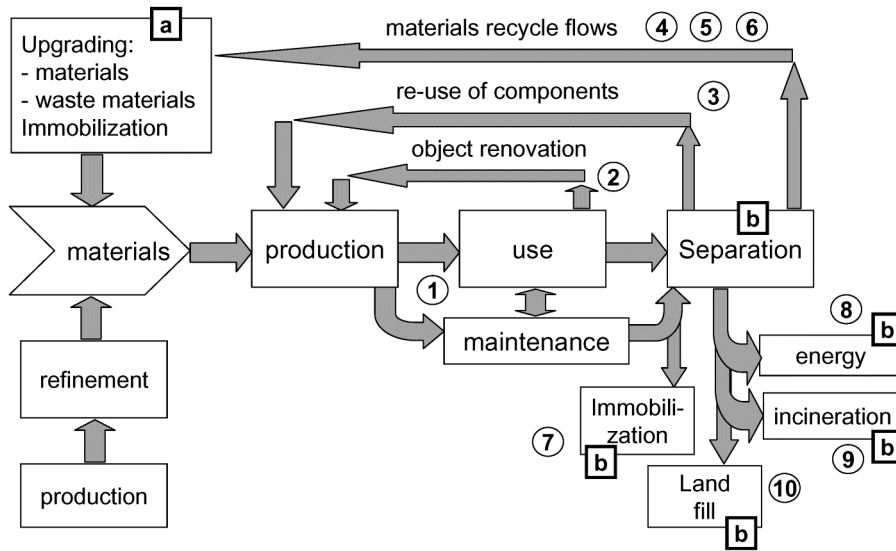 a
materials recycle flows 4 5 6
Upgrading:
- materials
- waste materials
Immobilization
re-use of components 3
object renovation
2
b
materials
production
use
Separation
1
maintenance
8
b
energy
refinement
Immobili-
zation
7
b
incineration
b
9
production
Land
fill
10
b